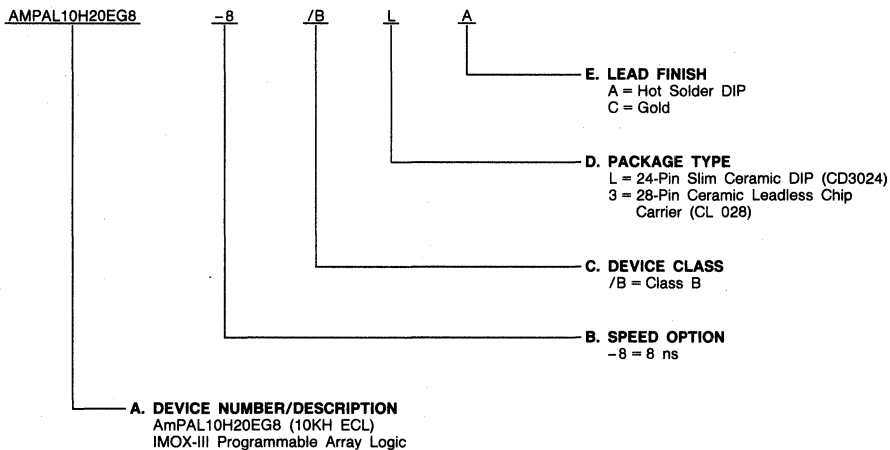 AMPAL10H20EG8 -8 /B L A
E. LEAD FINISH
A = Hot Solder DIP
C = Gold
D. PACKAGE TYPE
L = 24-Pin Slim Ceramic DIP (CD3024)
3 = 28-Pin Ceramic Leadless Chip
Carrier (CL 028)
C. DEVICE CLASS
/B = Class B
B. SPEED OPTION
-8 = 8 ns
A. DEVICE NUMBER/DESCRIPTION
AmPAL10H20EG8 (10KH ECL)
IMOX-III Programmable Array Logic